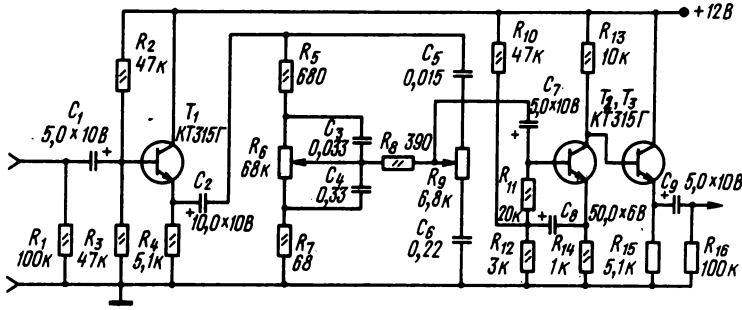 +12В
R2
47к
C1
5,0×10В
T1
КТ315Г
C2
10,0×10В
R1
100к
R3
47к
R4
5,1к
R5
680
R6
68к
C3
0,033
C4
0,33
R7
68
R8 390
C5
0,015
R9
6,8к
C6
0,22
R10
47к
C7
5,0×10В
R11
20к
C8 50,0×6В
R12
3к
R14
1к
R13
10к
T2, T3
КТ315Г
R15
5,1к
C9 5,0×10В
R16
100к